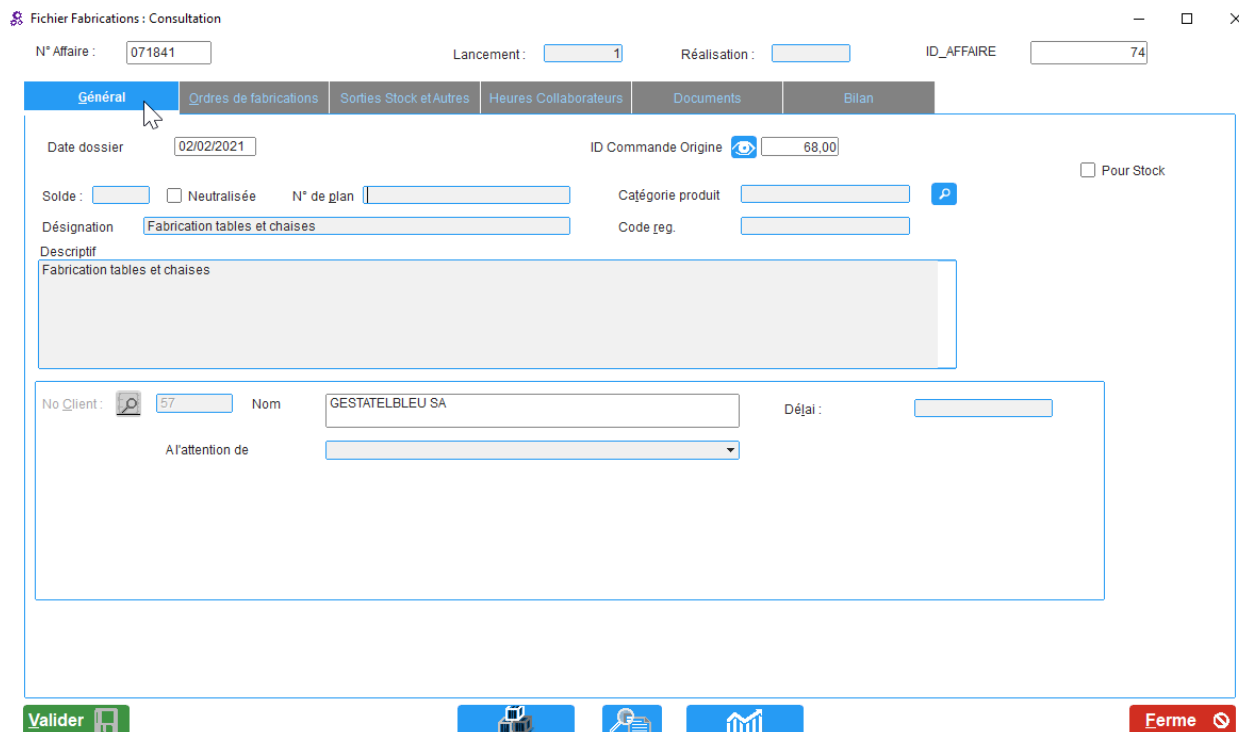 Fichier Fabrications : Consultation
N° Affaire : 071841 Lancement : 1 Réalisation : ID_AFFAIRE 74
Général Ordres de fabrications Sorties Stock et Autres Heures Collaborateurs Documents Bilan
Date dossier 02/02/2021 ID Commande Origine 68,00
Pour Stock
Solde : Neutralisée N° de plan Catégorie produit
Désignation Fabrication tables et chaises Code reg.
Descriptif
Fabrication tables et chaises
No Client : 57 Nom GESTATELBLEU SA Délai :
A l'attention de
Valider Ferme